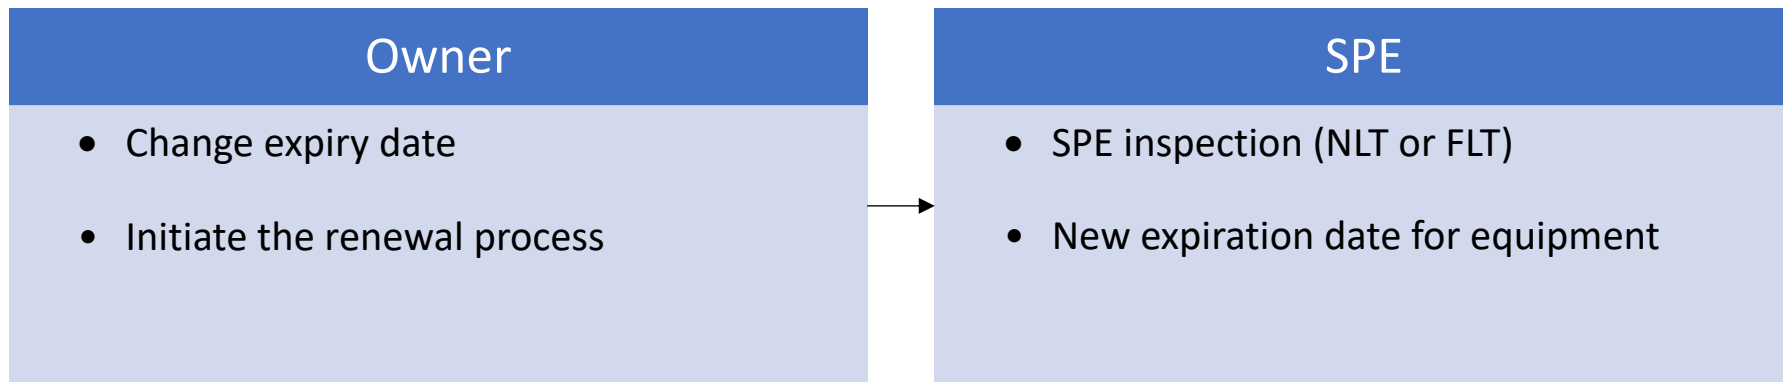 Owner
• Change expiry date
• Initiate the renewal process
SPE
• SPE inspection (NLT or FLT)
• New expiration date for equipment